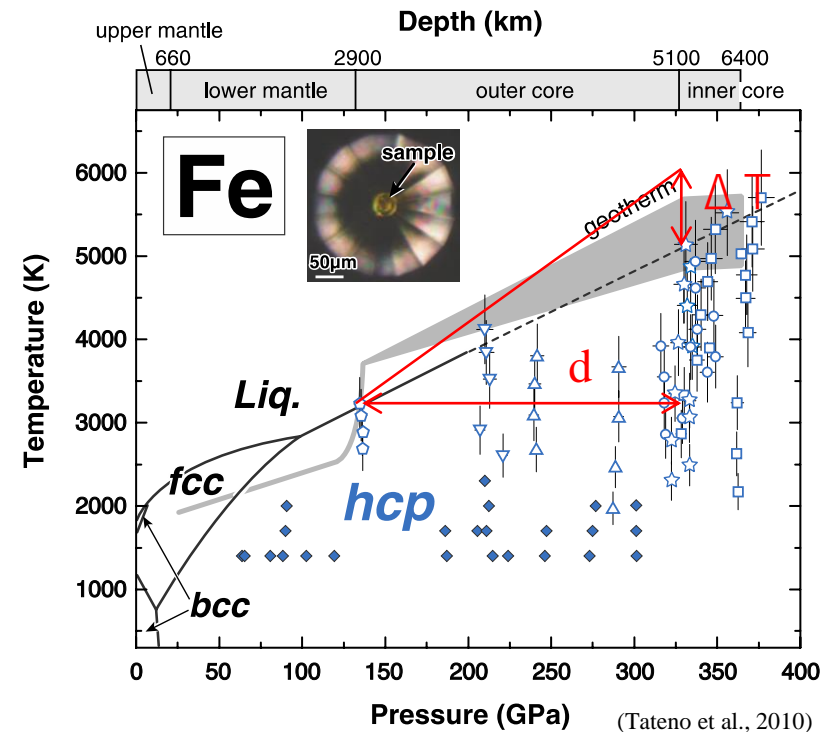 Depth (km)
upper mantle
660 2900 5100 6400
lower mantle outer core inner core
Fe
sample
50μm
geotherm
ΔT
d
Liq.
fcc
hcp
bcc
Temperature (K)
6000
5000
4000
3000
2000
1000
0 50 100 150 200 250 300 350 400
Pressure (GPa)
(Tateno et al., 2010)